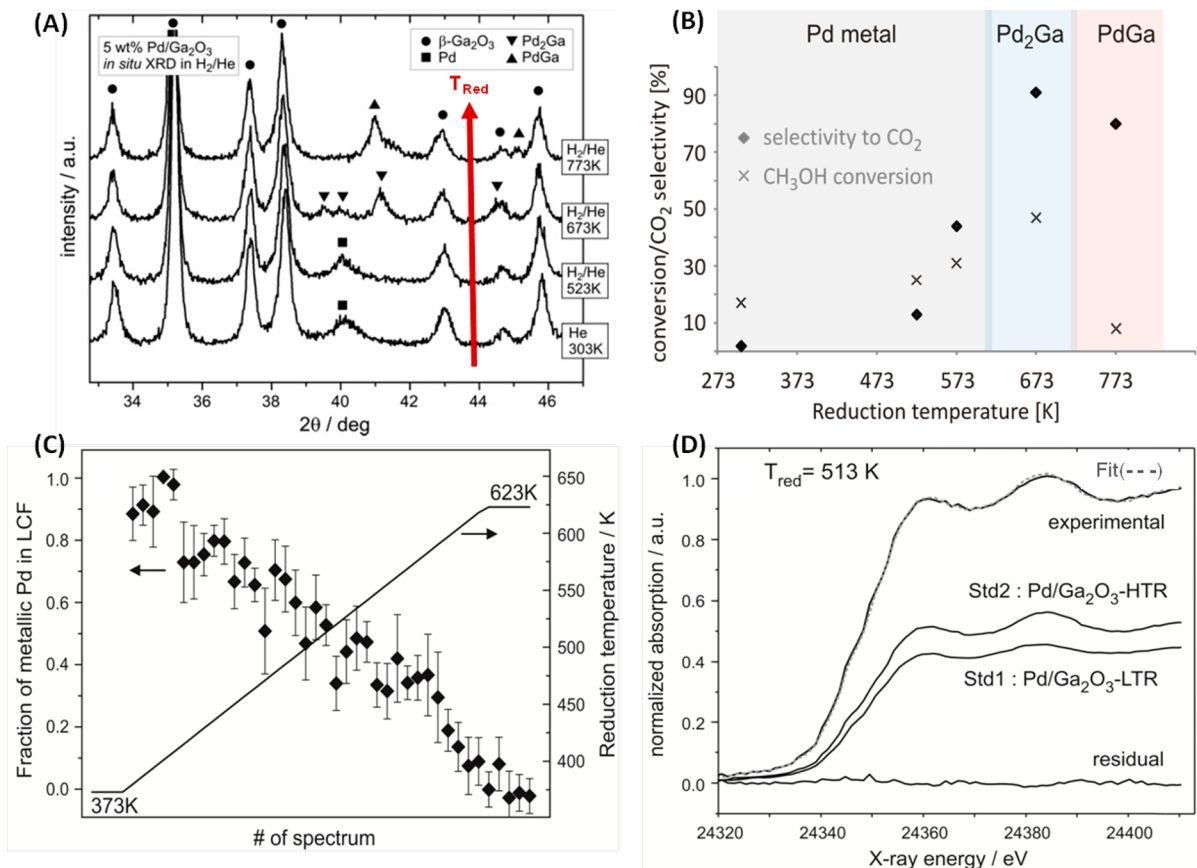 (A)
5 wt% Pd/Ga₂O₃
in situ XRD in H₂/He
● β-Ga₂O₃ ▼ Pd₂Ga
■ Pd ▲ PdGa
T_Red
H₂/He
773K
H₂/He
673K
H₂/He
523K
He
303K
intensity / a.u.
34 36 38 40 42 44 46
2θ / deg
(B)
Pd metal Pd₂Ga PdGa
◆ selectivity to CO₂
× CH₃OH conversion
conversion/CO₂ selectivity [%]
90
70
50
30
10
273 373 473 573 673 773
Reduction temperature [K]
(C)
Fraction of metallic Pd in LCF
1.0
0.8
0.6
0.4
0.2
0.0
623K
373K
650
600
550
500
450
400
Reduction temperature / K
# of spectrum
(D)
T_red= 513 K
Fit(---)
experimental
Std2 : Pd/Ga₂O₃-HTR
Std1 : Pd/Ga₂O₃-LTR
residual
normalized absorption / a.u.
1.0
0.8
0.6
0.4
0.2
0.0
24320 24340 24360 24380 24400
X-ray energy / eV